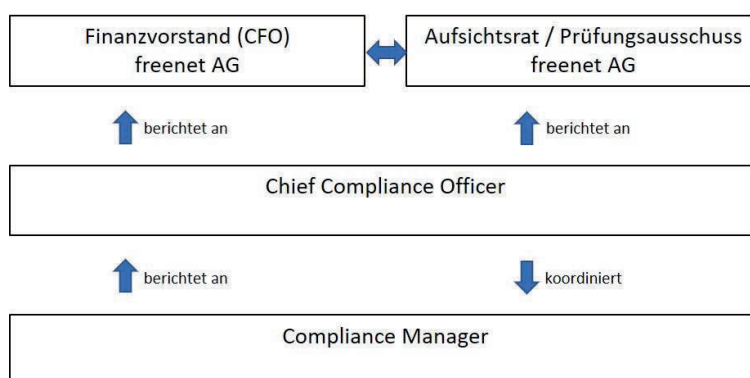 Finanzvorstand (CFO)
freenet AG
Aufsichtsrat / Prüfungsausschuss
freenet AG
berichtet an
berichtet an
Chief Compliance Officer
berichtet an
koordiniert
Compliance Manager